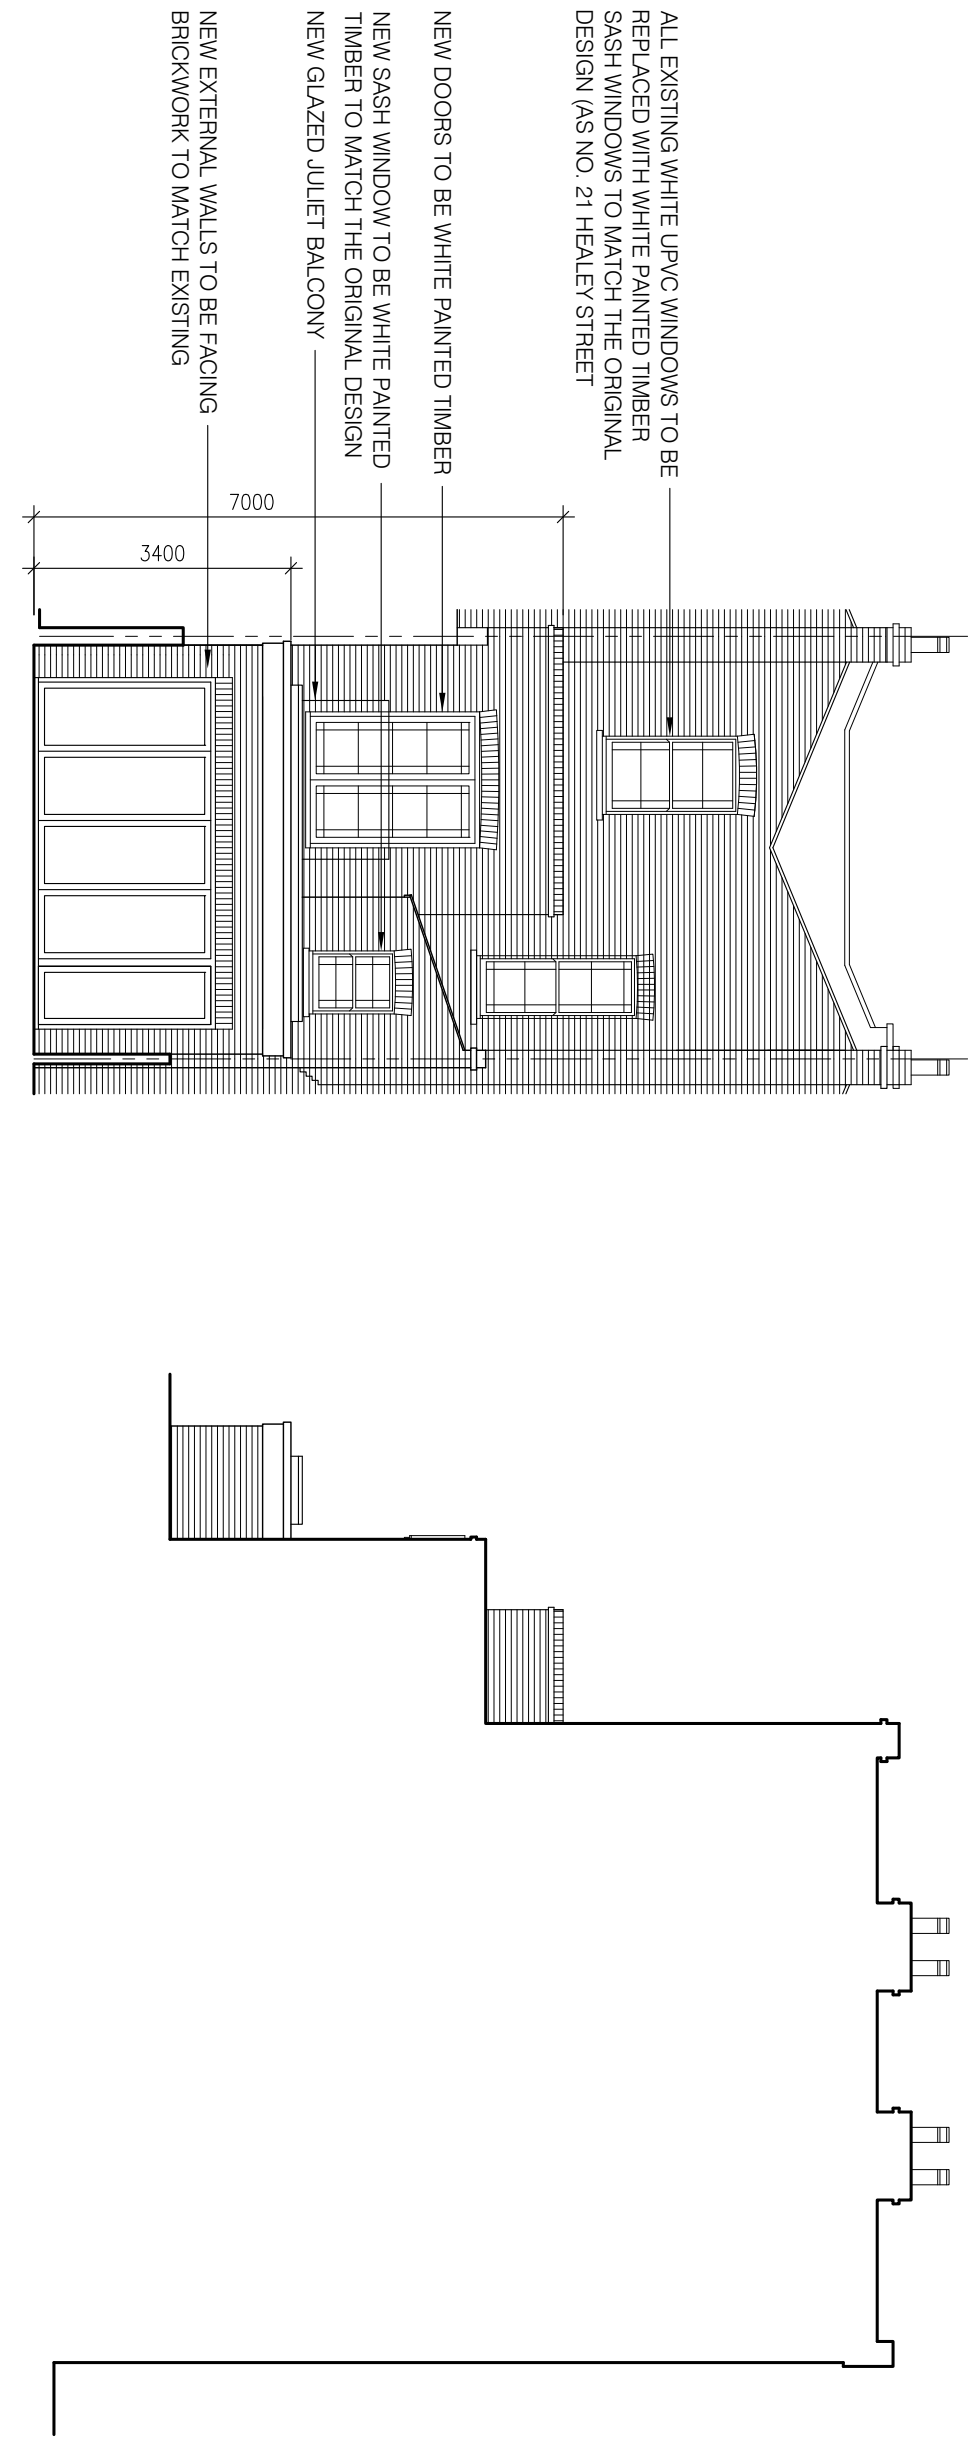 ALL EXISTING WHITE UPVC WINDOWS TO BE
REPLACED WITH WHITE PAINTED TIMBER
SASH WINDOWS TO MATCH THE ORIGINAL
DESIGN (AS NO. 21 HEALEY STREET
NEW DOORS TO BE WHITE PAINTED TIMBER
NEW SASH WINDOW TO BE WHITE PAINTED
TIMBER TO MATCH THE ORIGINAL DESIGN
NEW GLAZED JULIET BALCONY
NEW EXTERNAL WALLS TO BE FACING
BRICKWORK TO MATCH EXISTING
7000
3400